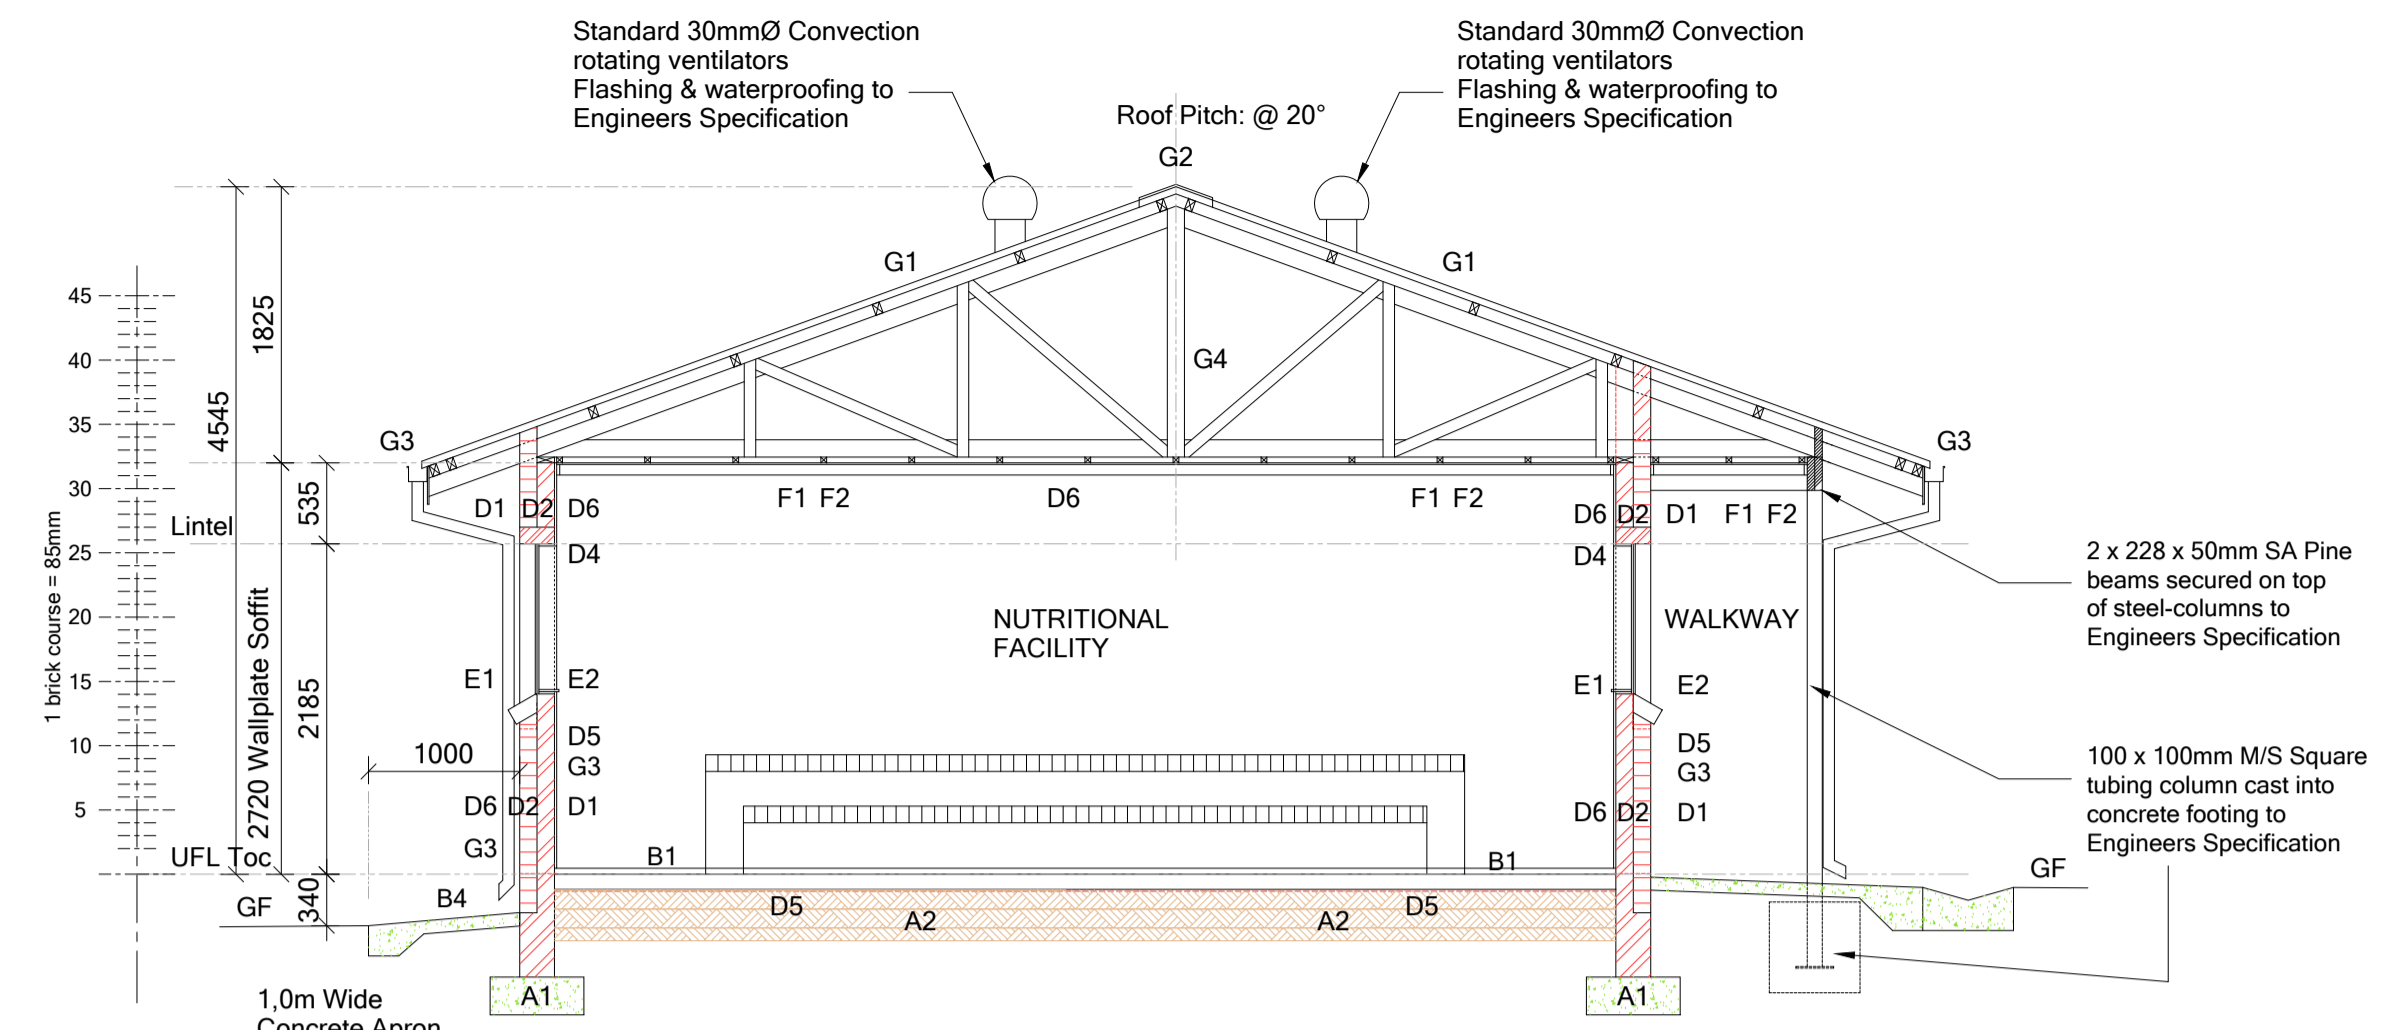 Standard 30mmØ Convection
rotating ventilators
Flashing & waterproofing to
Engineers Specification
Standard 30mmØ Convection
rotating ventilators
Flashing & waterproofing to
Engineers Specification
Roof Pitch: @ 20°
G2
G1
G1
G4
G3
G3
45
40
35
30
25
20
15
10
5
1 brick course = 85mm
4545
1825
2720 Wallplate Soffit
535
2185
340
1000
Lintel
UFL Toc
GF
B4
D1 D2 D6
F1 F2
D6
F1 F2
D6 D2 D1 F1 F2
D4
D4
NUTRITIONAL
FACILITY
WALKWAY
E1
E2
E1
E2
D5
G3
D6 D2 D1
G3
D5
G3
D6 D2 D1
B1
B1
D5
A2
A2
D5
A1
A1
GF
2 x 228 x 50mm SA Pine
beams secured on top
of steel-columns to
Engineers Specification
100 x 100mm M/S Square
tubing column cast into
concrete footing to
Engineers Specification
1,0m Wide
Concrete Apron